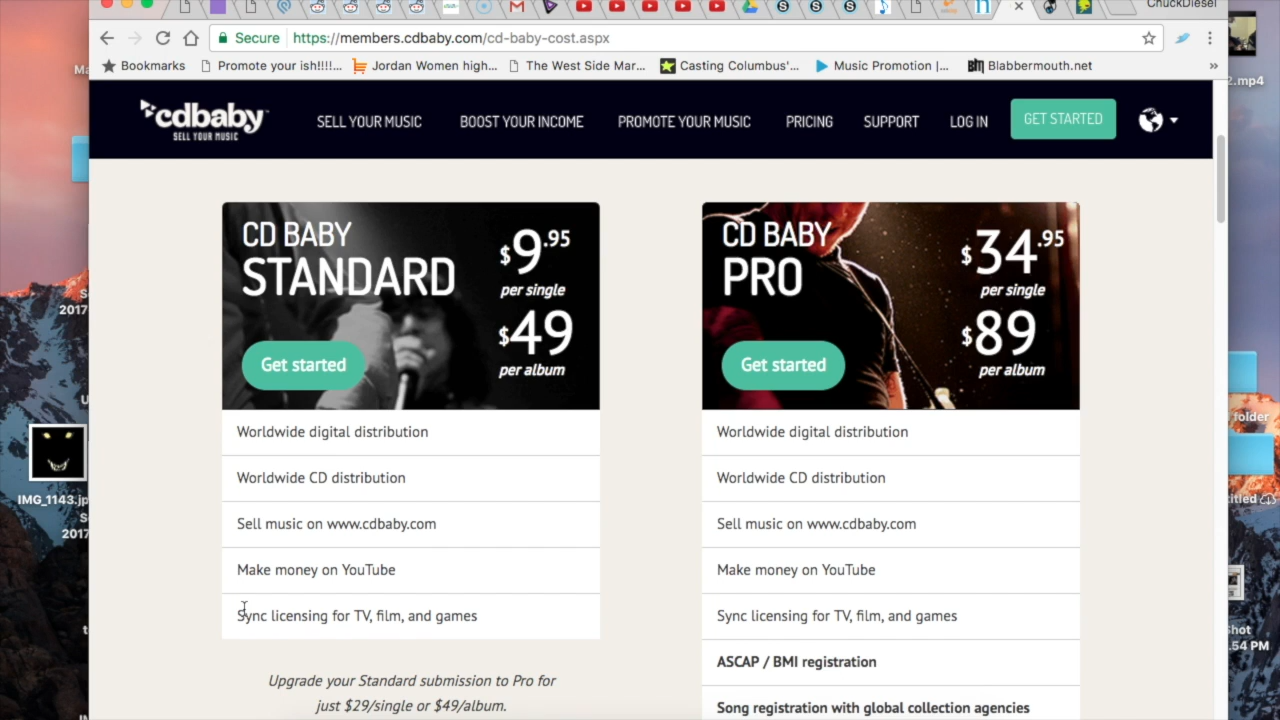 ChuckDiesel
Secure https://members.cdbaby.com/cd-baby-cost.aspx
Bookmarks Promote your ish!!!!... Jordan Women high... The West Side Mar... Casting Columbus'... Music Promotion |... Blabbermouth.net »
2.mp4
cdbaby
SELL YOUR MUSIC
SELL YOUR MUSIC BOOST YOUR INCOME PROMOTE YOUR MUSIC PRICING SUPPORT LOG IN GET STARTED
CD BABY
STANDARD
$9.95
per single
$49
per album
Get started
Worldwide digital distribution
Worldwide CD distribution
Sell music on www.cdbaby.com
Make money on YouTube
Sync licensing for TV, film, and games
Upgrade your Standard submission to Pro for
just $29/single or $49/album.
CD BABY
PRO
$34.95
per single
$89
per album
Get started
Worldwide digital distribution
Worldwide CD distribution
Sell music on www.cdbaby.com
Make money on YouTube
Sync licensing for TV, film, and games
ASCAP / BMI registration
Song registration with global collection agencies
2017
IMG_1143.jp
2017
folder
titled
Shot
.54 PM